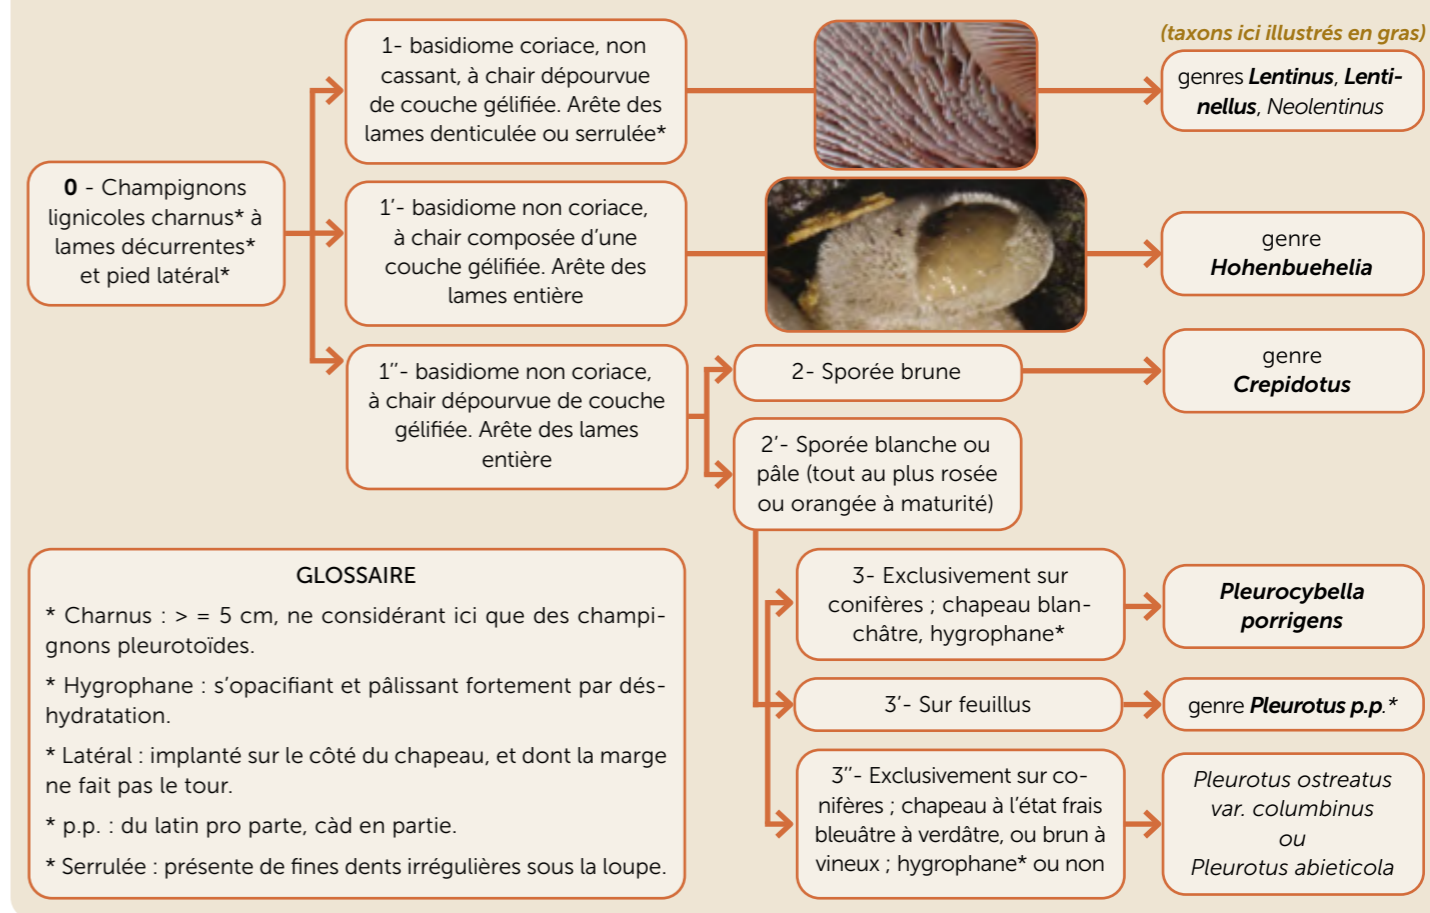 (taxons ici illustrés en gras)
0 - Champignons
lignicoles charnus* à
lames décurrentes*
et pied latéral*
1- basidiome coriace, non
cassant, à chair dépourvue
de couche gélifiée. Arête des
lames denticulée ou serrulée*
genres Lentinus, Lenti-
nellus, Neolentinus
1'- basidiome non coriace,
à chair composée d'une
couche gélifiée. Arête des
lames entière
genre
Hohenbuehelia
1''- basidiome non coriace,
à chair dépourvue de couche
gélifiée. Arête des lames
entière
2- Sporée brune
genre
Crepidotus
2'- Sporée blanche ou
pâle (tout au plus rosée
ou orangée à maturité)
3- Exclusivement sur
conifères ; chapeau blan-
châtre, hygrophane*
Pleurocybella
porrigens
3'- Sur feuillus
genre Pleurotus p.p.*
3''- Exclusivement sur co-
nifères ; chapeau à l'état frais
bleuâtre à verdâtre, ou brun à
vineux ; hygrophane* ou non
Pleurotus ostreatus
var. columbinus
ou
Pleurotus abieticola
GLOSSAIRE
* Charnus : > = 5 cm, ne considérant ici que des champi-
gnons pleurotoïdes.
* Hygrophane : s'opacifiant et pâlissant fortement par dés-
hydratation.
* Latéral : implanté sur le côté du chapeau, et dont la marge
ne fait pas le tour.
* p.p. : du latin pro parte, càd en partie.
* Serrulée : présente de fines dents irrégulières sous la loupe.